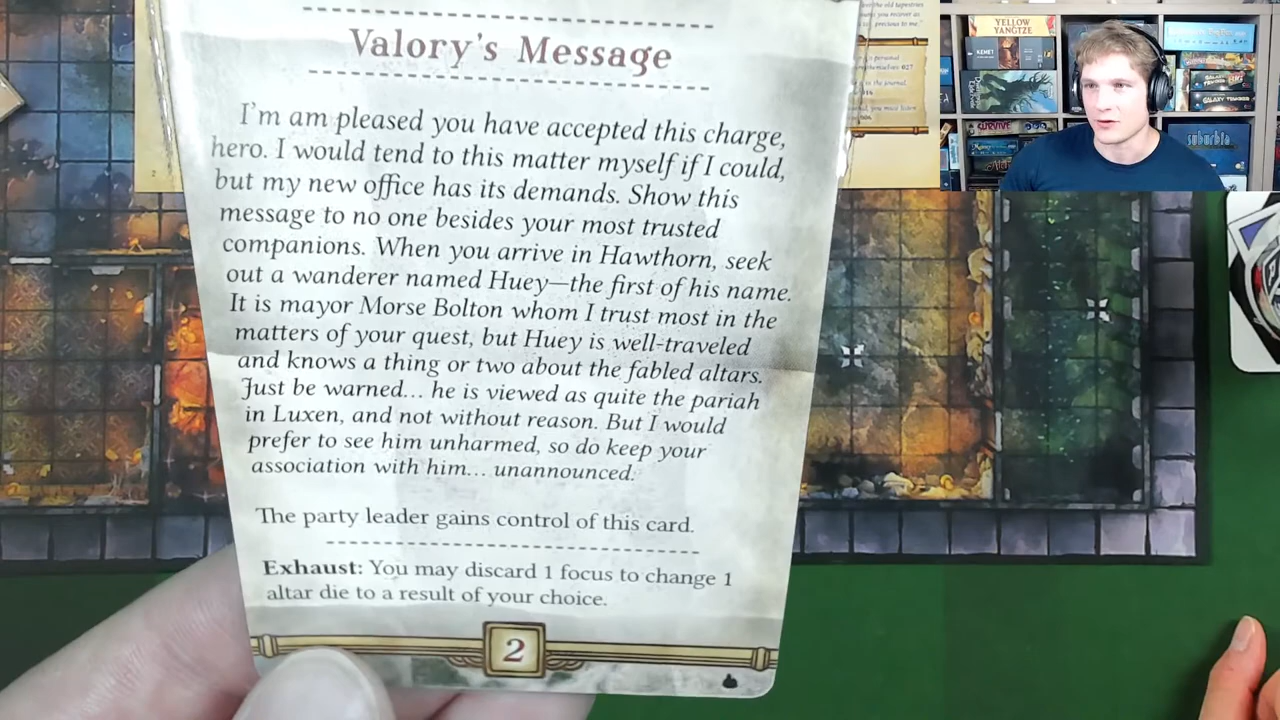 Valory's Message
I'm am pleased you have accepted this charge,
hero. I would tend to this matter myself if I could,
but my new office has its demands. Show this
message to no one besides your most trusted
companions. When you arrive in Hawthorn, seek
out a wanderer named Huey—the first of his name.
It is mayor Morse Bolton whom I trust most in the
matters of your quest, but Huey is well-traveled
and knows a thing or two about the fabled altars.
Just be warned... he is viewed as quite the pariah
in Luxen, and not without reason. But I would
prefer to see him unharmed, so do keep your
association with him... unannounced.
The party leader gains control of this card.
Exhaust: You may discard 1 focus to change 1
altar die to a result of your choice.
2
YELLOW
YANGTZE
KEMET
SURVIVE
GALAXY TRUCKER
suburbia